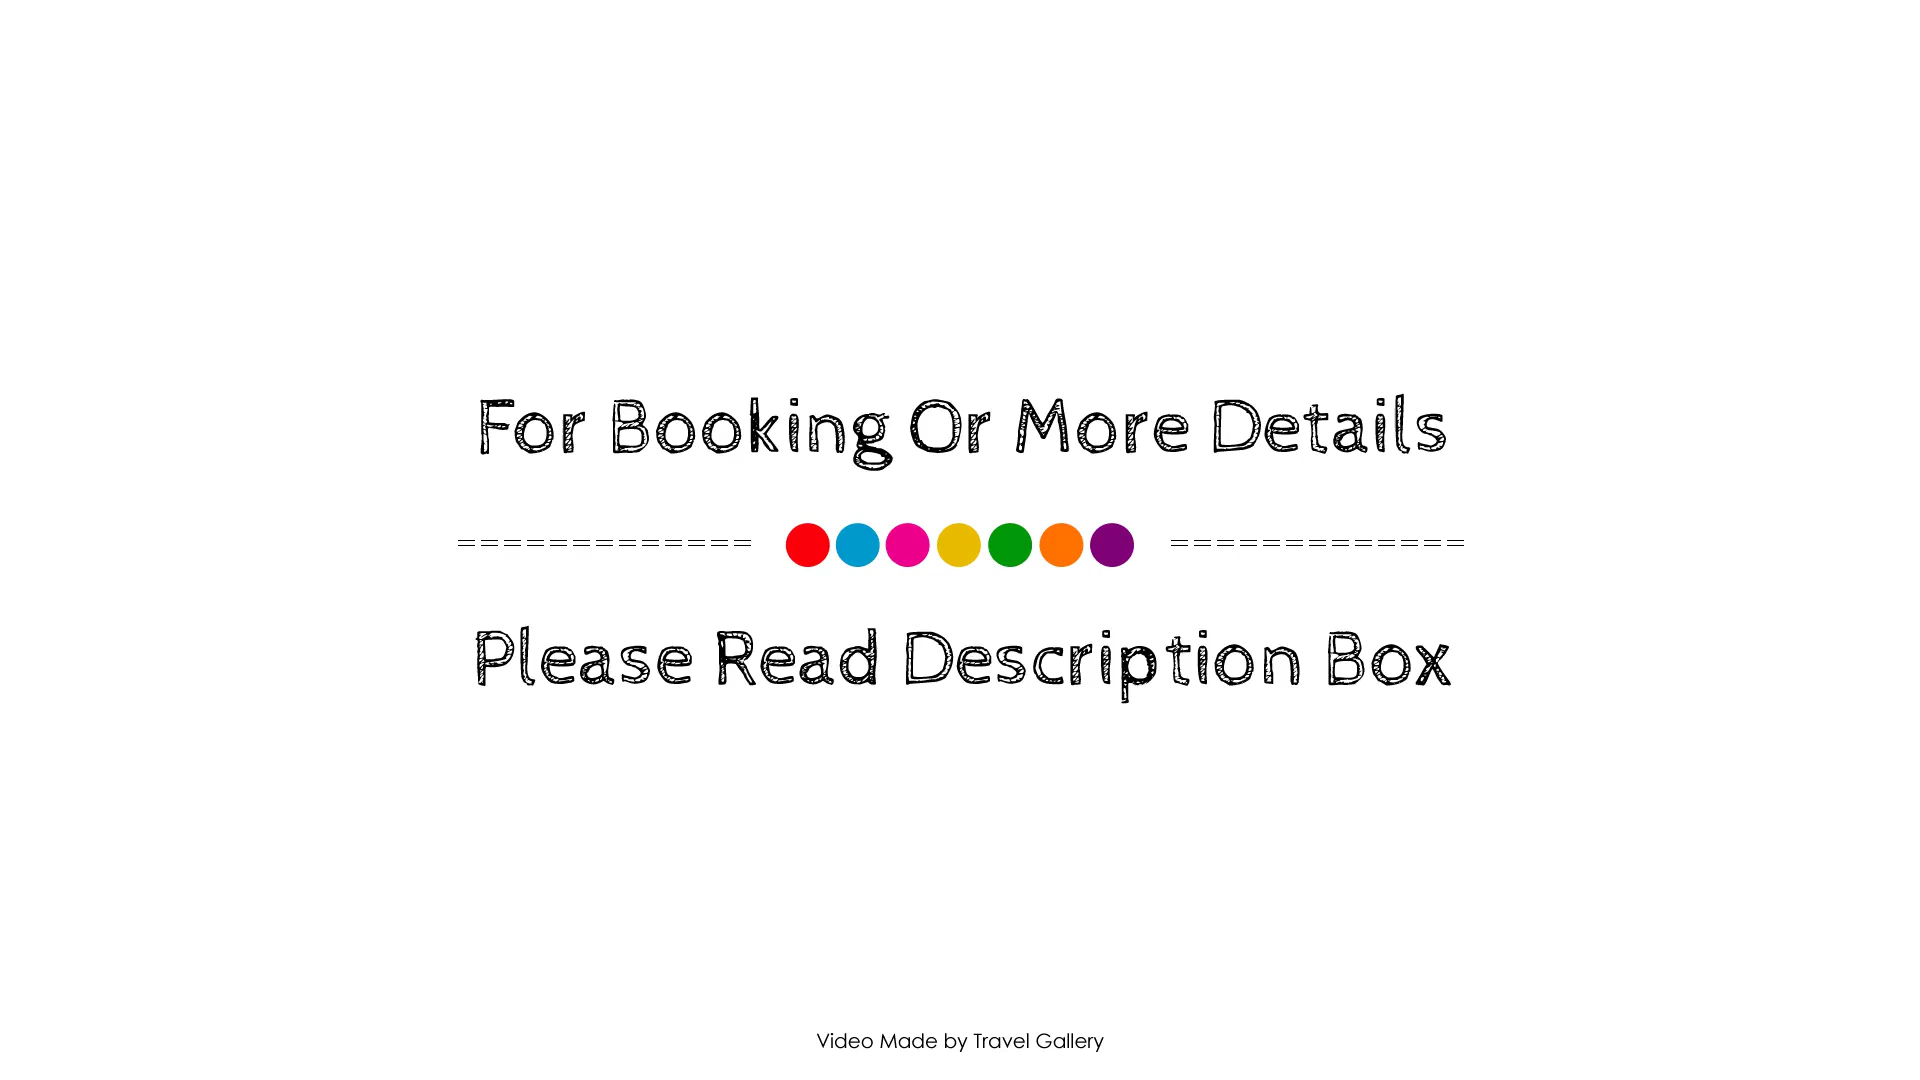 For Booking Or More Details
============= =============
Please Read Description Box
Video Made by Travel Gallery